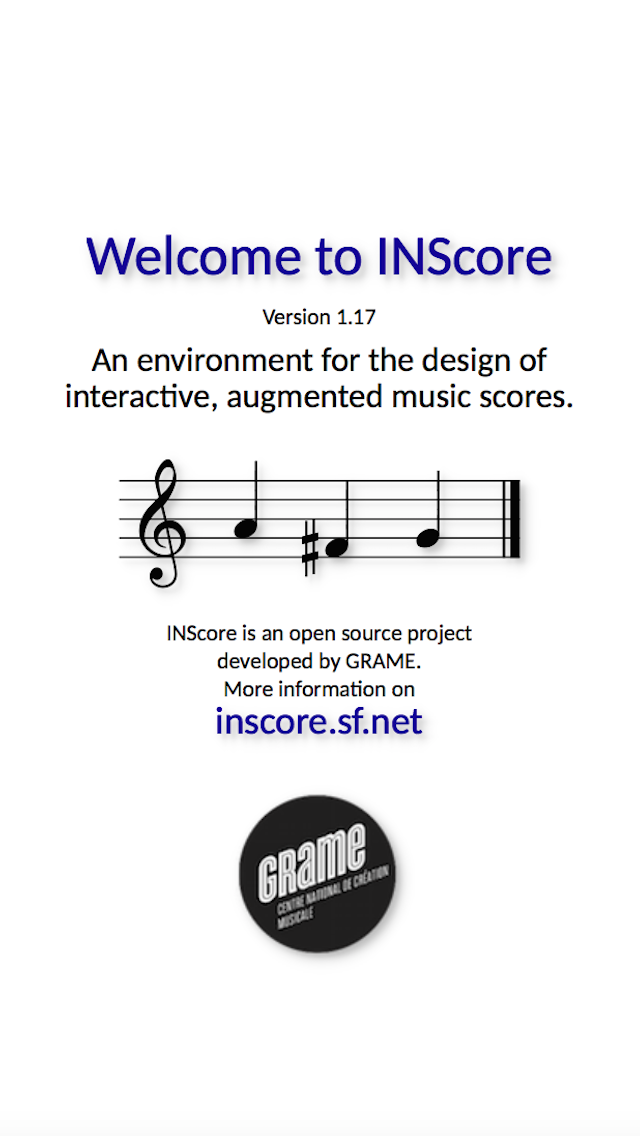 Welcome to INScore
Version 1.17
An environment for the design of
interactive, augmented music scores.
INScore is an open source project
developed by GRAME.
More information on
inscore.sf.net
GRame
CENTRE NATIONAL DE CRÉATION
MUSICALE